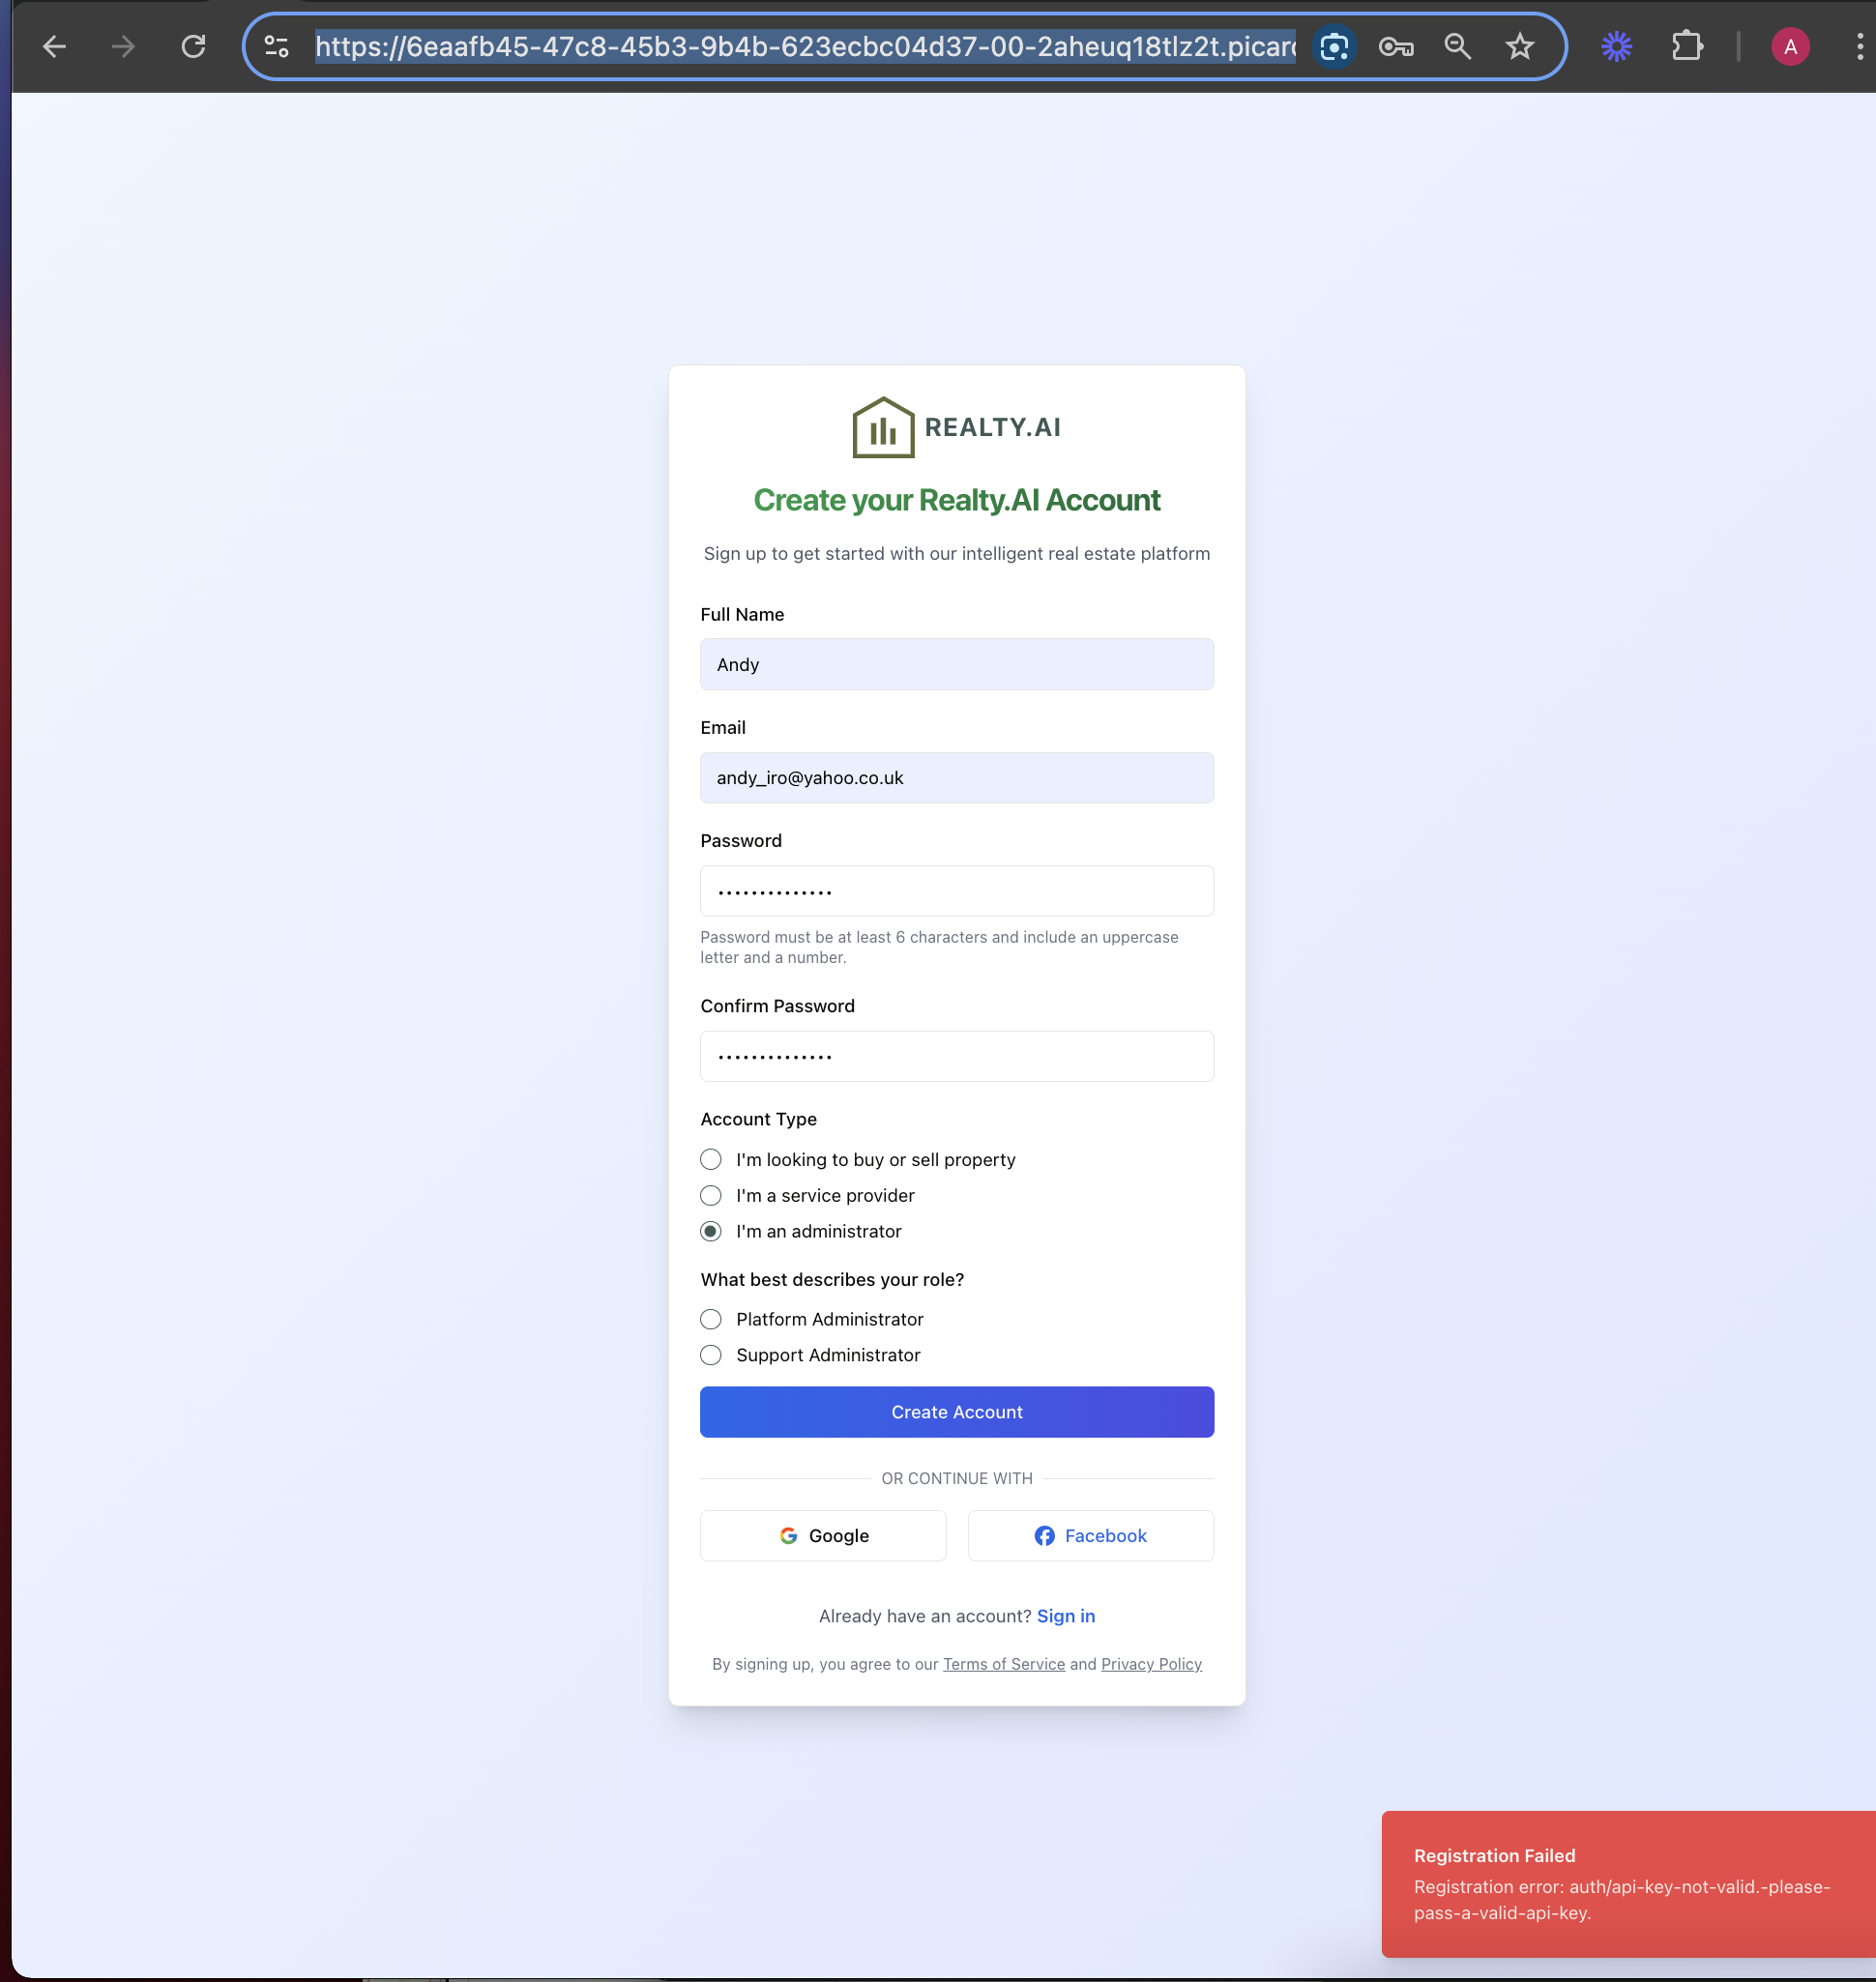 https://6eaafb45-47c8-45b3-9b4b-623ecbc04d37-00-2aheuq18tlz2t.picard
A
REALTY.AI
Create your Realty.AI Account
Sign up to get started with our intelligent real estate platform
Full Name
Andy
Email
andy_iro@yahoo.co.uk
Password
••••••••••••••
Password must be at least 6 characters and include an uppercase
letter and a number.
Confirm Password
••••••••••••••
Account Type
I'm looking to buy or sell property
I'm a service provider
I'm an administrator
What best describes your role?
Platform Administrator
Support Administrator
Create Account
OR CONTINUE WITH
Google
Facebook
Already have an account? Sign in
By signing up, you agree to our Terms of Service and Privacy Policy
Registration Failed
Registration error: auth/api-key-not-valid.-please-
pass-a-valid-api-key.